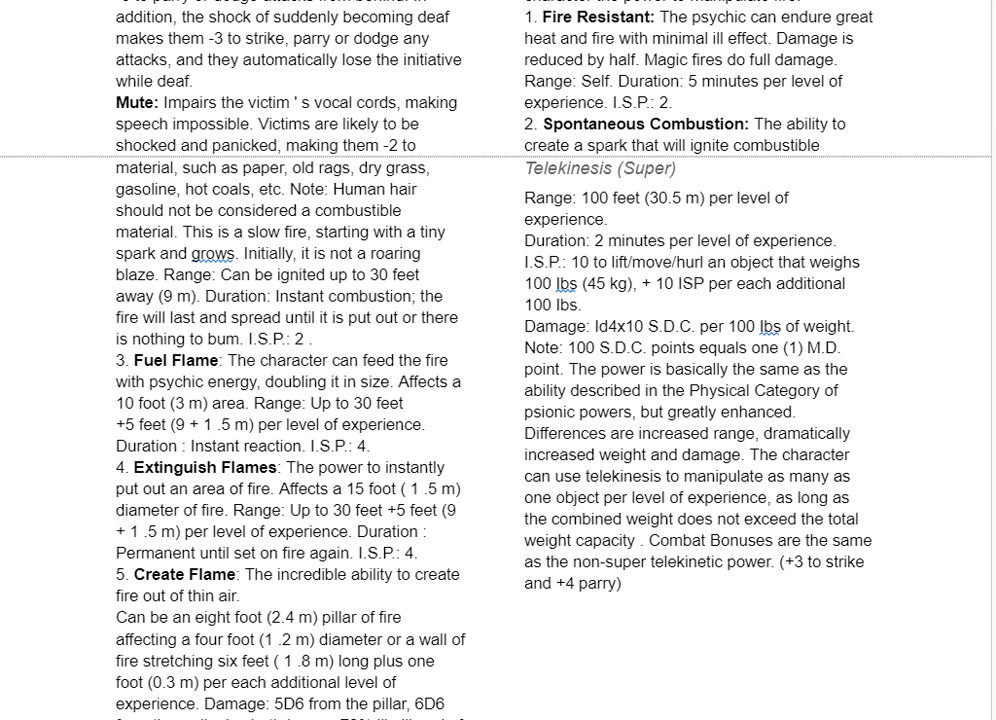 to parry or dodge attacks from behind. In
addition, the shock of suddenly becoming deaf
makes them -3 to strike, parry or dodge any
attacks, and they automatically lose the initiative
while deaf.
Mute: Impairs the victim ' s vocal cords, making
speech impossible. Victims are likely to be
shocked and panicked, making them -2 to
character the power to manipulate fire.
1. Fire Resistant: The psychic can endure great
heat and fire with minimal ill effect. Damage is
reduced by half. Magic fires do full damage.
Range: Self. Duration: 5 minutes per level of
experience. I.S.P.: 2.
2. Spontaneous Combustion: The ability to
create a spark that will ignite combustible
material, such as paper, old rags, dry grass,
gasoline, hot coals, etc. Note: Human hair
should not be considered a combustible
material. This is a slow fire, starting with a tiny
spark and grows. Initially, it is not a roaring
blaze. Range: Can be ignited up to 30 feet
away (9 m). Duration: Instant combustion; the
fire will last and spread until it is put out or there
is nothing to bum. I.S.P.: 2 .
3. Fuel Flame: The character can feed the fire
with psychic energy, doubling it in size. Affects a
10 foot (3 m) area. Range: Up to 30 feet
+5 feet (9 + 1 .5 m) per level of experience.
Duration : Instant reaction. I.S.P.: 4.
4. Extinguish Flames: The power to instantly
put out an area of fire. Affects a 15 foot ( 1 .5 m)
diameter of fire. Range: Up to 30 feet +5 feet (9
+ 1 .5 m) per level of experience. Duration :
Permanent until set on fire again. I.S.P.: 4.
5. Create Flame: The incredible ability to create
fire out of thin air.
Can be an eight foot (2.4 m) pillar of fire
affecting a four foot (1 .2 m) diameter or a wall of
fire stretching six feet ( 1 .8 m) long plus one
foot (0.3 m) per each additional level of
experience. Damage: 5D6 from the pillar, 6D6
Telekinesis (Super)
Range: 100 feet (30.5 m) per level of
experience.
Duration: 2 minutes per level of experience.
I.S.P.: 10 to lift/move/hurl an object that weighs
100 lbs (45 kg), + 10 ISP per each additional
100 lbs.
Damage: Id4x10 S.D.C. per 100 lbs of weight.
Note: 100 S.D.C. points equals one (1) M.D.
point. The power is basically the same as the
ability described in the Physical Category of
psionic powers, but greatly enhanced.
Differences are increased range, dramatically
increased weight and damage. The character
can use telekinesis to manipulate as many as
one object per level of experience, as long as
the combined weight does not exceed the total
weight capacity . Combat Bonuses are the same
as the non-super telekinetic power. (+3 to strike
and +4 parry)